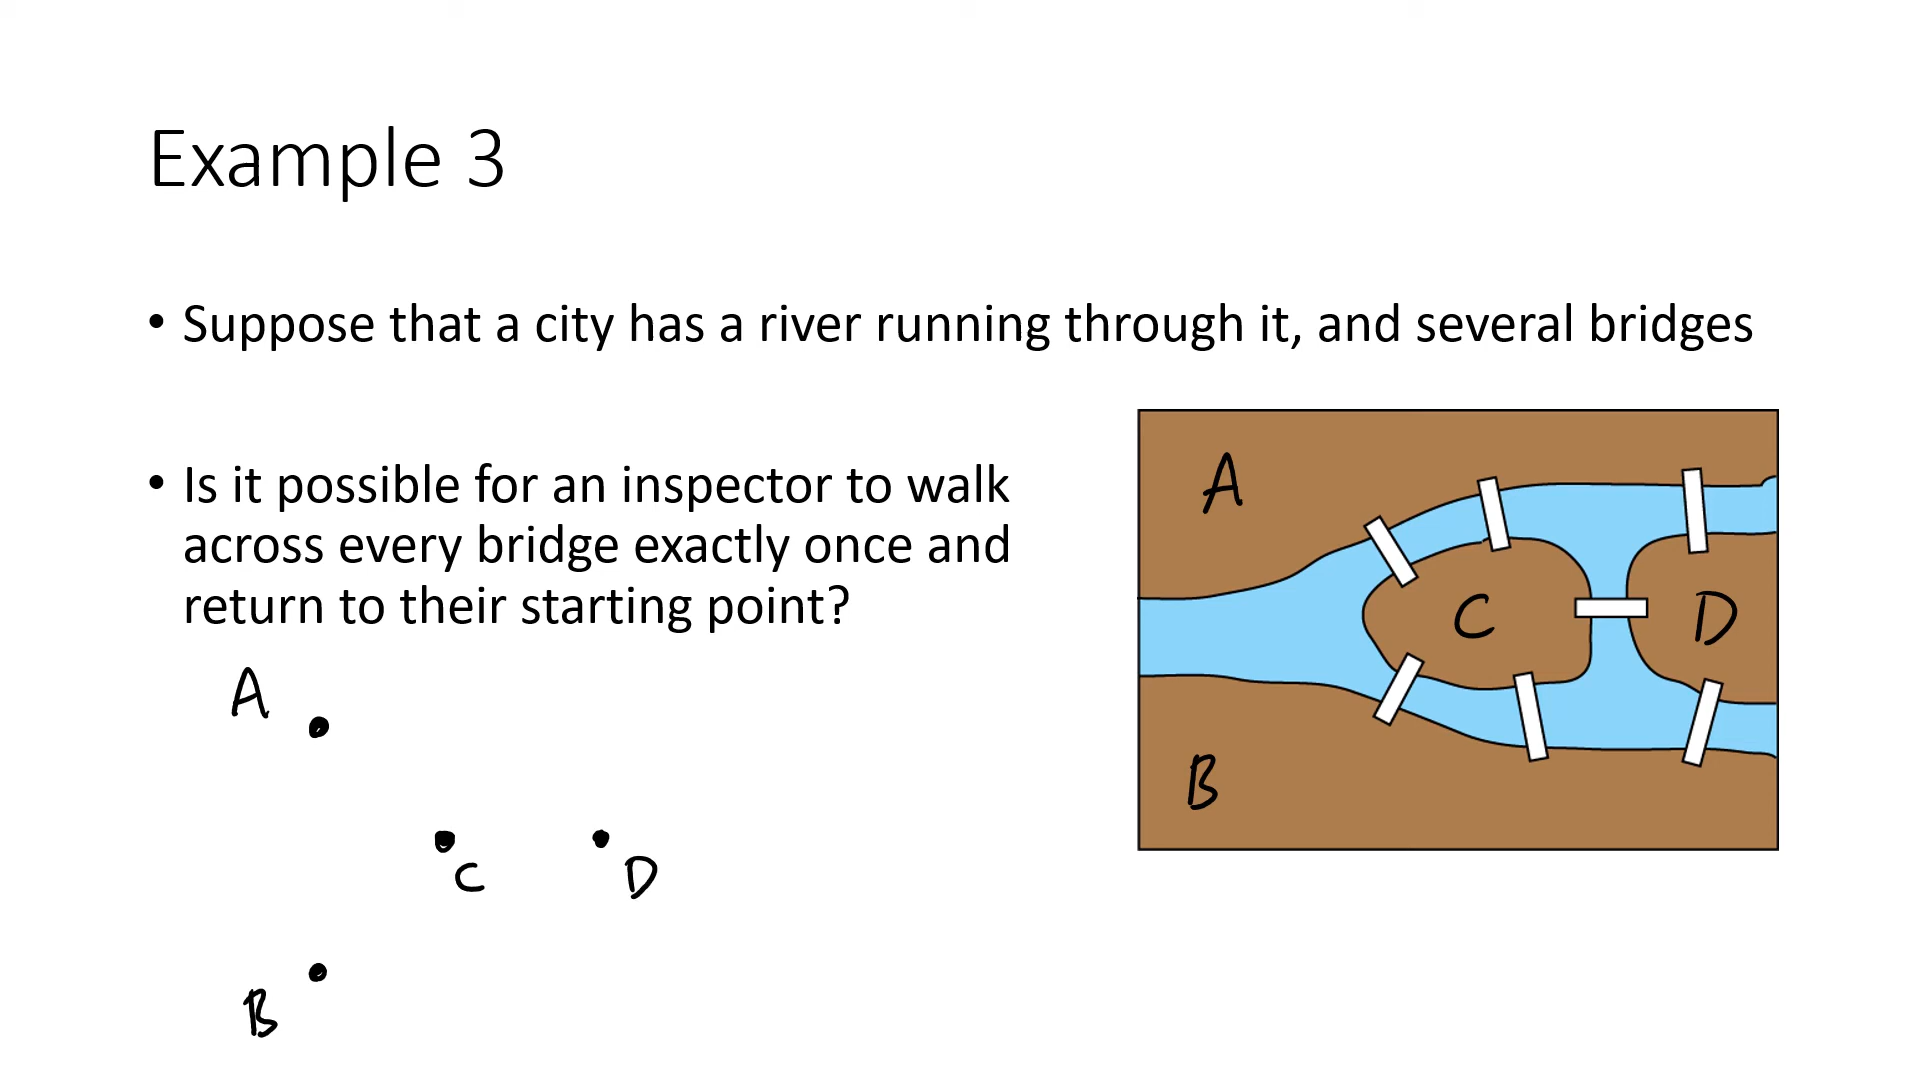 Example 3
• Suppose that a city has a river running through it, and several bridges
• Is it possible for an inspector to walk
across every bridge exactly once and
return to their starting point?
A
C
D
B
A
C
D
B